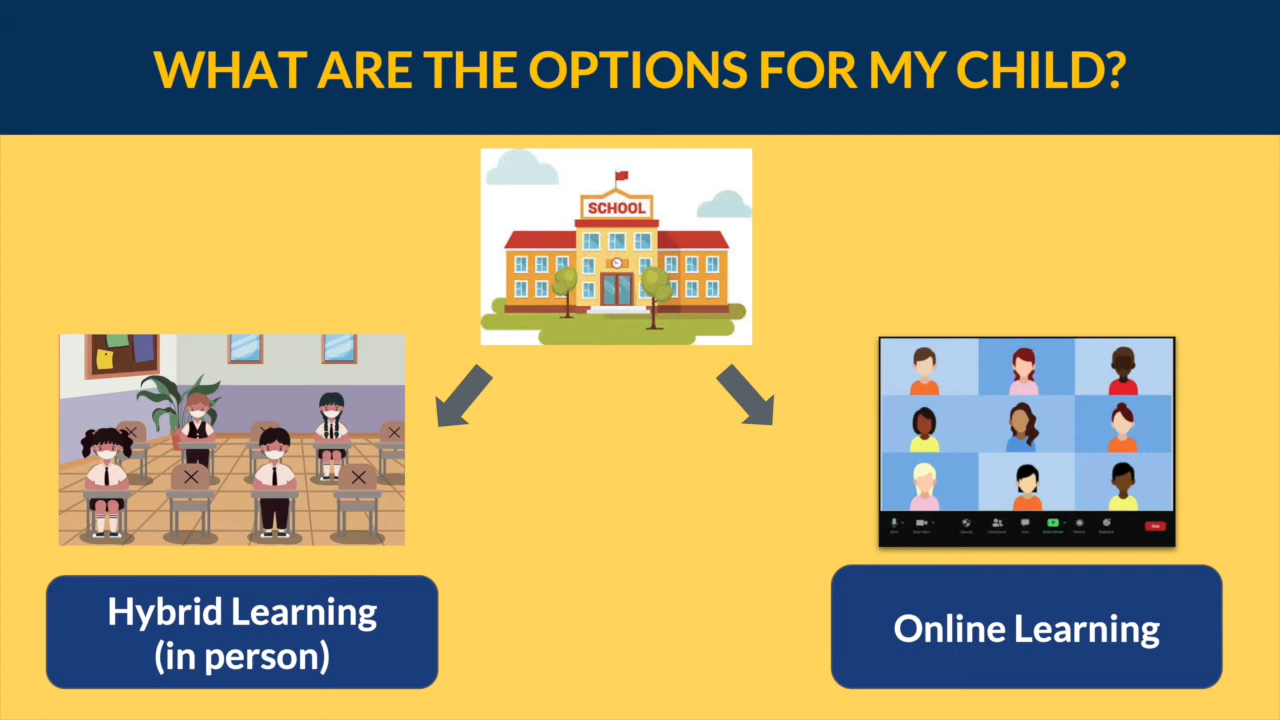 WHAT ARE THE OPTIONS FOR MY CHILD?
SCHOOL
Hybrid Learning
(in person)
Online Learning